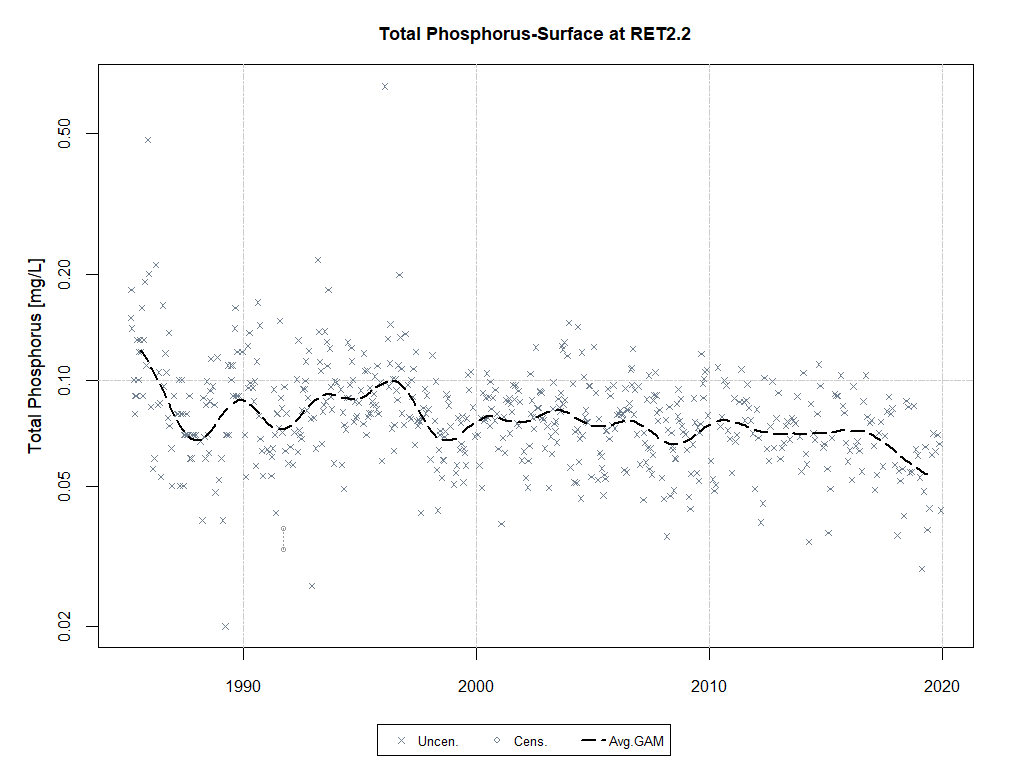 Total Phosphorus-Surface at RET2.2
Total Phosphorus [mg/L]
0.50
0.20
0.10
0.05
0.02
1990 2000 2010 2020
Uncen. Cens. Avg.GAM